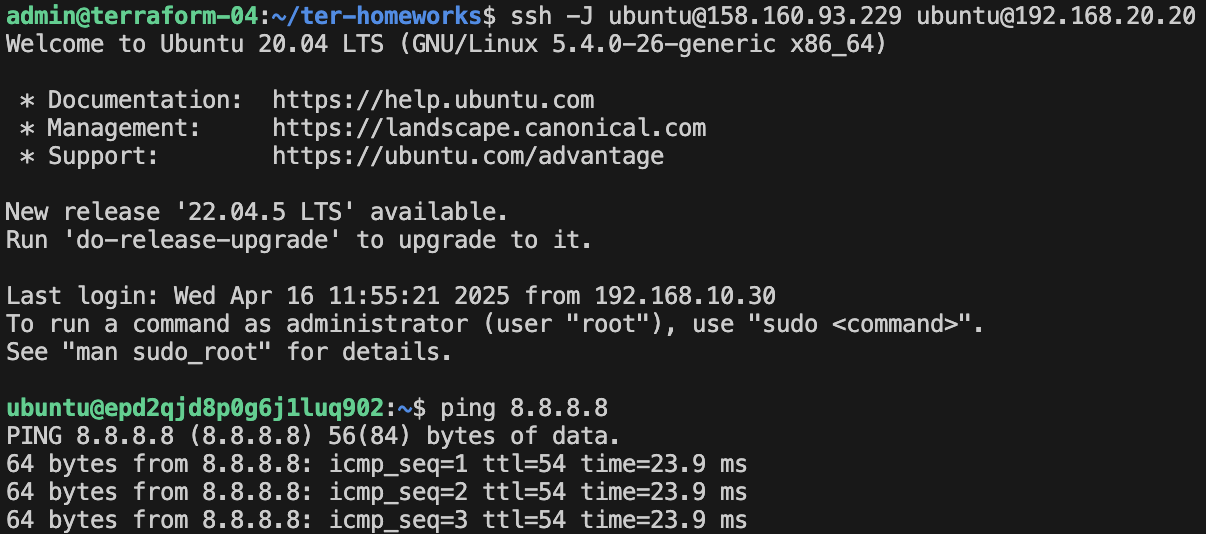 admin@terraform-04:~/ter-homeworks$ ssh -J ubuntu@158.160.93.229 ubuntu@192.168.20.20
Welcome to Ubuntu 20.04 LTS (GNU/Linux 5.4.0-26-generic x86_64)

 * Documentation:  https://help.ubuntu.com
 * Management:     https://landscape.canonical.com
 * Support:        https://ubuntu.com/advantage

New release '22.04.5 LTS' available.
Run 'do-release-upgrade' to upgrade to it.

Last login: Wed Apr 16 11:55:21 2025 from 192.168.10.30
To run a command as administrator (user "root"), use "sudo <command>".
See "man sudo_root" for details.

ubuntu@epd2qjd8p0g6j1luq902:~$ ping 8.8.8.8
PING 8.8.8.8 (8.8.8.8) 56(84) bytes of data.
64 bytes from 8.8.8.8: icmp_seq=1 ttl=54 time=23.9 ms
64 bytes from 8.8.8.8: icmp_seq=2 ttl=54 time=23.9 ms
64 bytes from 8.8.8.8: icmp_seq=3 ttl=54 time=23.9 ms